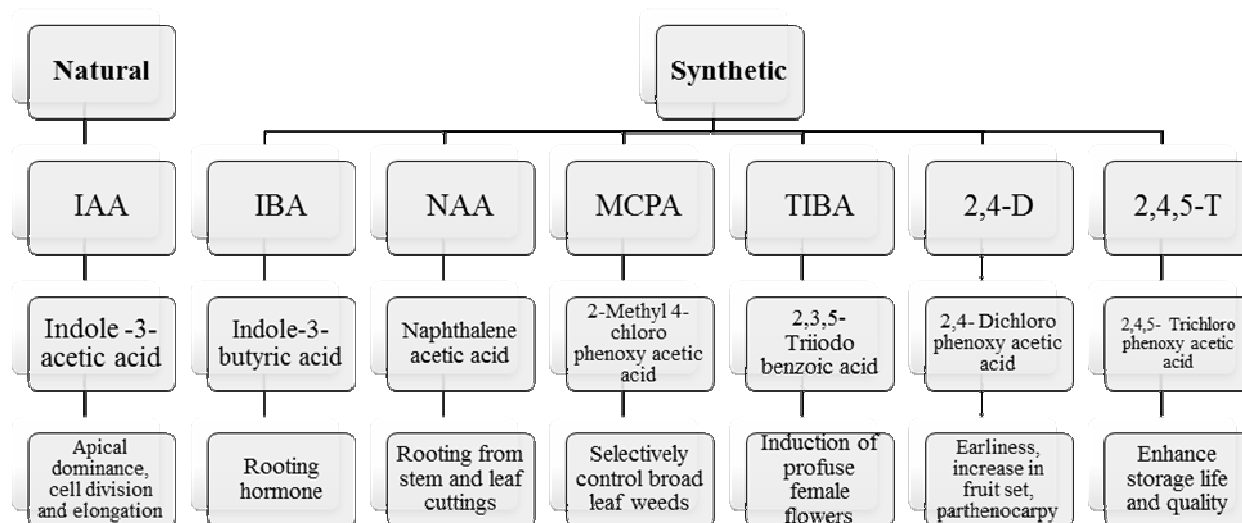 Natural
Synthetic
IAA
IBA
NAA
MCPA
TIBA
2,4-D
2,4,5-T
Indole -3-
acetic acid
Indole-3-
butyric acid
Naphthalene
acetic acid
2-Methyl 4-
chloro
phenoxy acetic
acid
2,3,5-
Triiodo
benzoic acid
2,4- Dichloro
phenoxy acetic
acid
2,4,5- Trichloro
phenoxy acetic
acid
Apical
dominance,
cell division
and elongation
Rooting
hormone
Rooting from
stem and leaf
cuttings
Selectively
control broad
leaf weeds
Induction of
profuse
female
flowers
Earliness,
increase in
fruit set,
parthenocarpy
Enhance
storage life
and quality